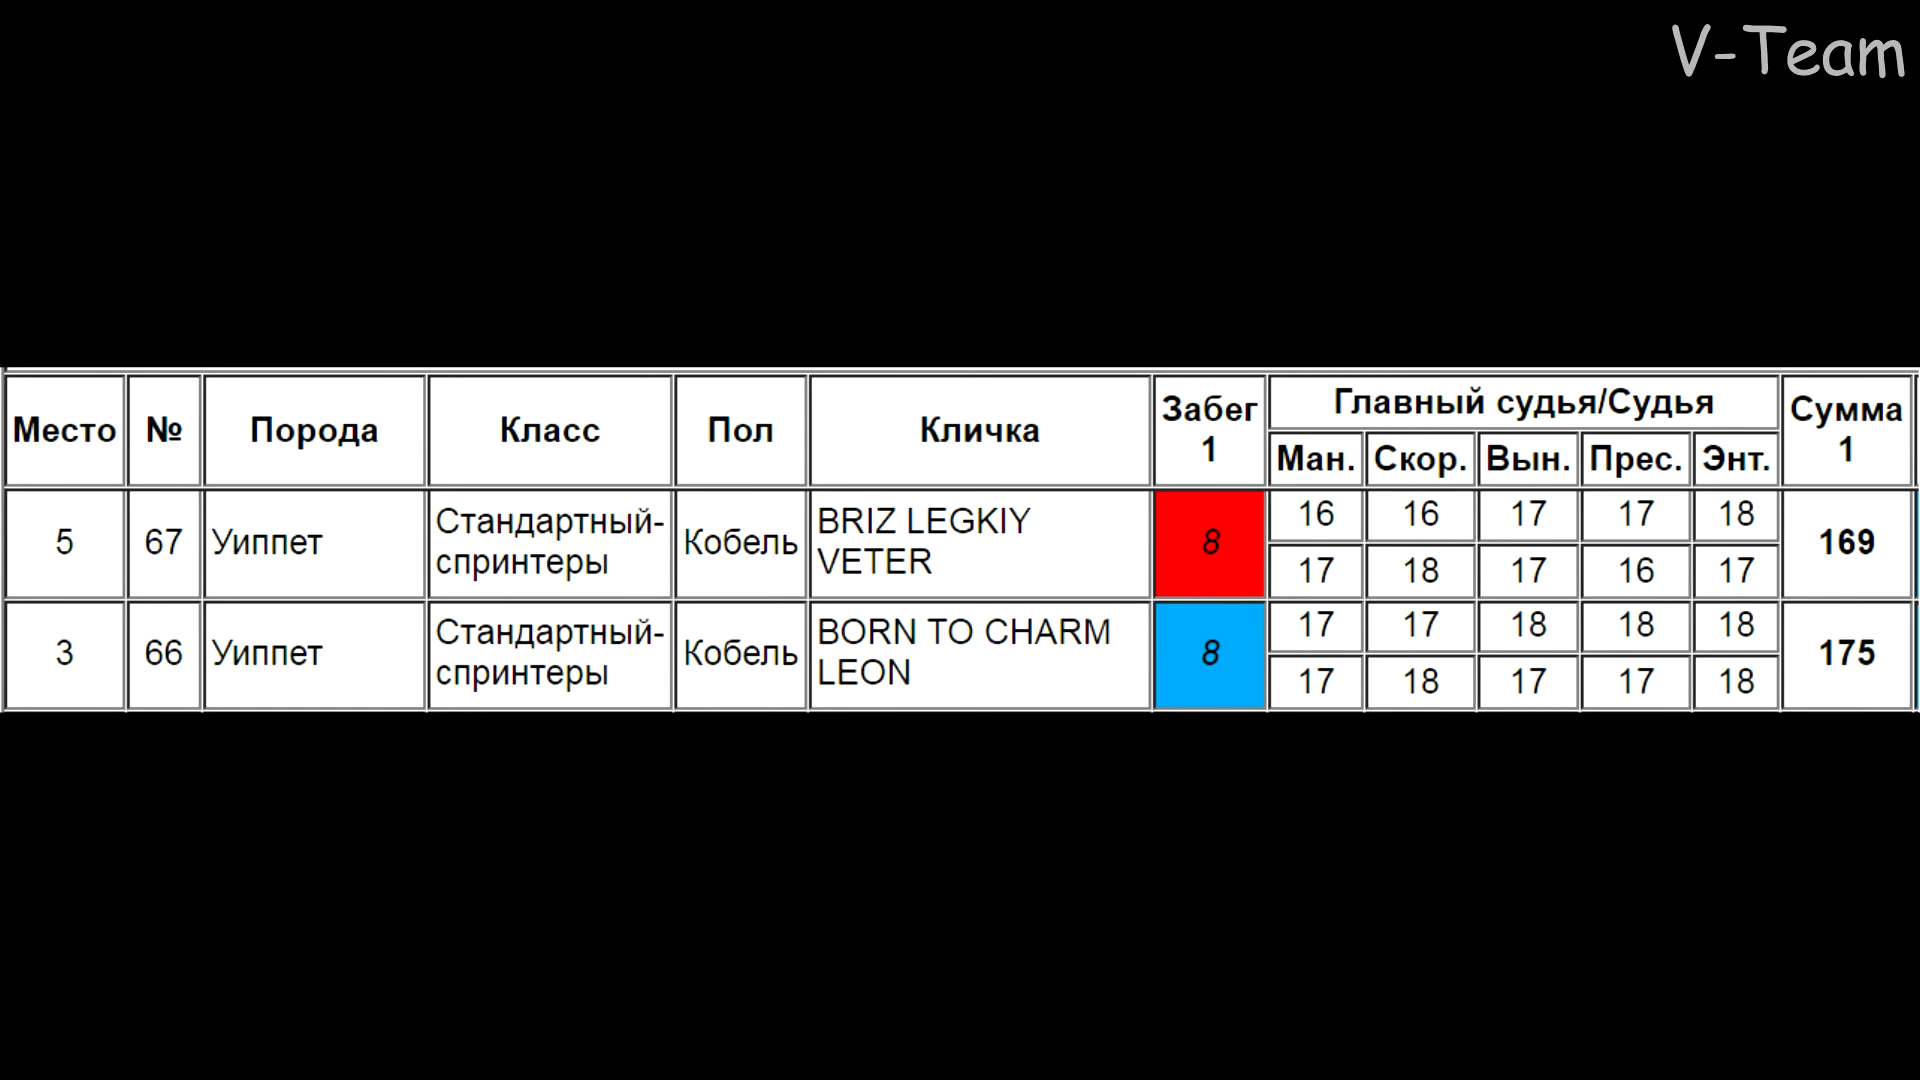 V-Team
Место № Порода Класс Пол Кличка Забег 1 Главный судья/Судья Сумма 1
Ман. Скор. Вын. Прес. Энт.
5 67 Уиппет Стандартный-спринтеры Кобель BRIZ LEGKIY VETER 8 16 16 17 17 18 169
17 18 17 16 17
3 66 Уиппет Стандартный-спринтеры Кобель BORN TO CHARM LEON 8 17 17 18 18 18 175
17 18 17 17 18